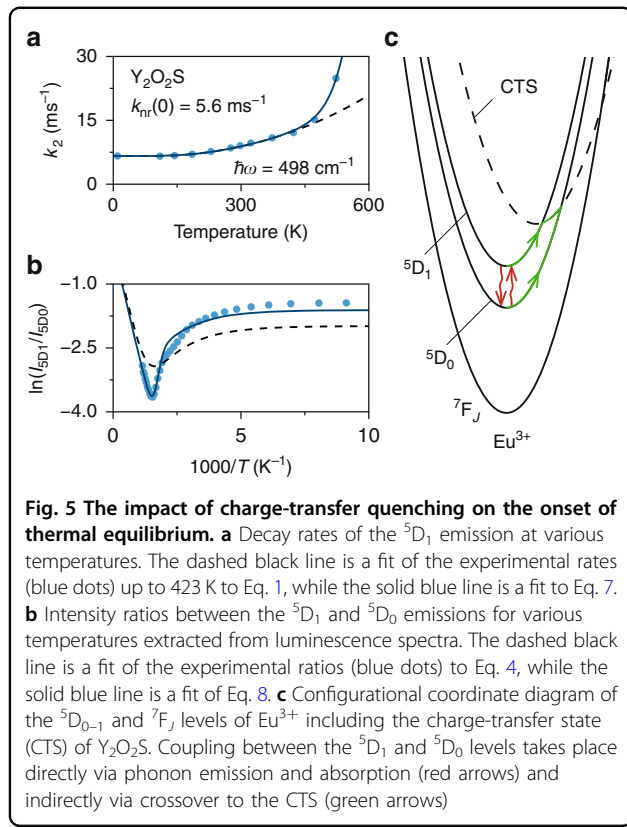 a
k₂ (ms⁻¹)
30
15
0
Y₂O₂S
kₙᵣ(0) = 5.6 ms⁻¹
ħω = 498 cm⁻¹
0
300
600
Temperature (K)
b
ln(I₅D₁/I₅D₀)
−1.0
−2.5
−4.0
0
5
10
1000/T (K⁻¹)
c
CTS
⁵D₁
⁵D₀
⁷F_J
Eu³⁺
Fig. 5 The impact of charge-transfer quenching on the onset of
thermal equilibrium. a Decay rates of the ⁵D₁ emission at various
temperatures. The dashed black line is a fit of the experimental rates
(blue dots) up to 423 K to Eq. 1, while the solid blue line is a fit to Eq. 7.
b Intensity ratios between the ⁵D₁ and ⁵D₀ emissions for various
temperatures extracted from luminescence spectra. The dashed black
line is a fit of the experimental ratios (blue dots) to Eq. 4, while the
solid blue line is a fit of Eq. 8. c Configurational coordinate diagram of
the ⁵D₀₋₁ and ⁷F_J levels of Eu³⁺ including the charge-transfer state
(CTS) of Y₂O₂S. Coupling between the ⁵D₁ and ⁵D₀ levels takes place
directly via phonon emission and absorption (red arrows) and
indirectly via crossover to the CTS (green arrows)